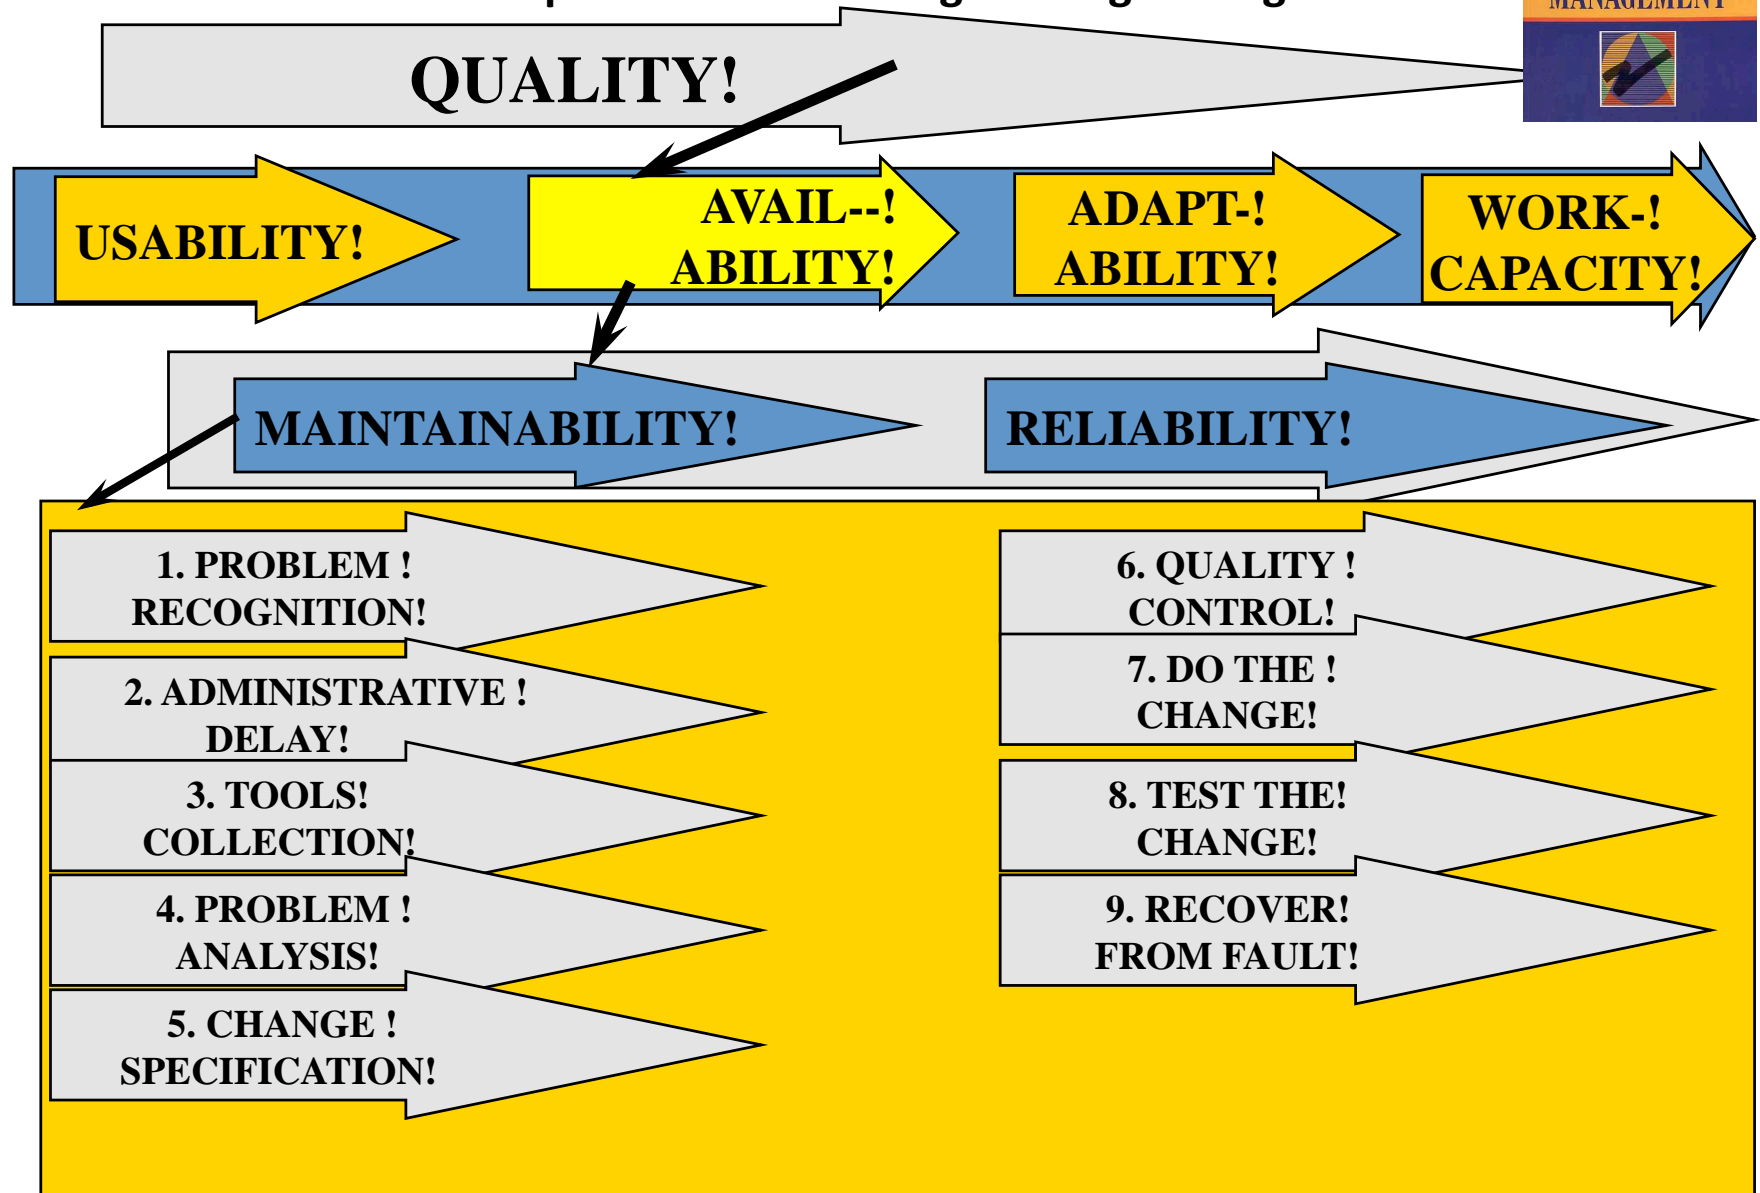 MANAGEMENT
QUALITY!
USABILITY!
AVAIL--!
ABILITY!
ADAPT-!
ABILITY!
WORK-!
CAPACITY!
MAINTAINABILITY!
RELIABILITY!
1. PROBLEM !
RECOGNITION!
2. ADMINISTRATIVE !
DELAY!
3. TOOLS!
COLLECTION!
4. PROBLEM !
ANALYSIS!
5. CHANGE !
SPECIFICATION!
6. QUALITY !
CONTROL!
7. DO THE !
CHANGE!
8. TEST THE!
CHANGE!
9. RECOVER!
FROM FAULT!